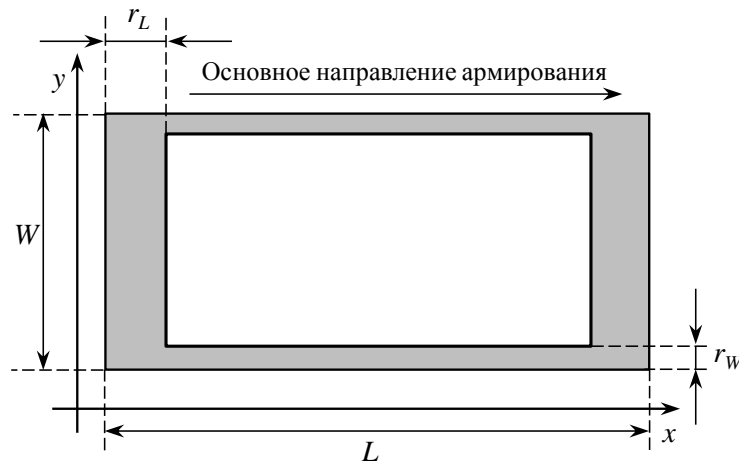 r_L
y
Основное направление армирования
W
r_W
x
L